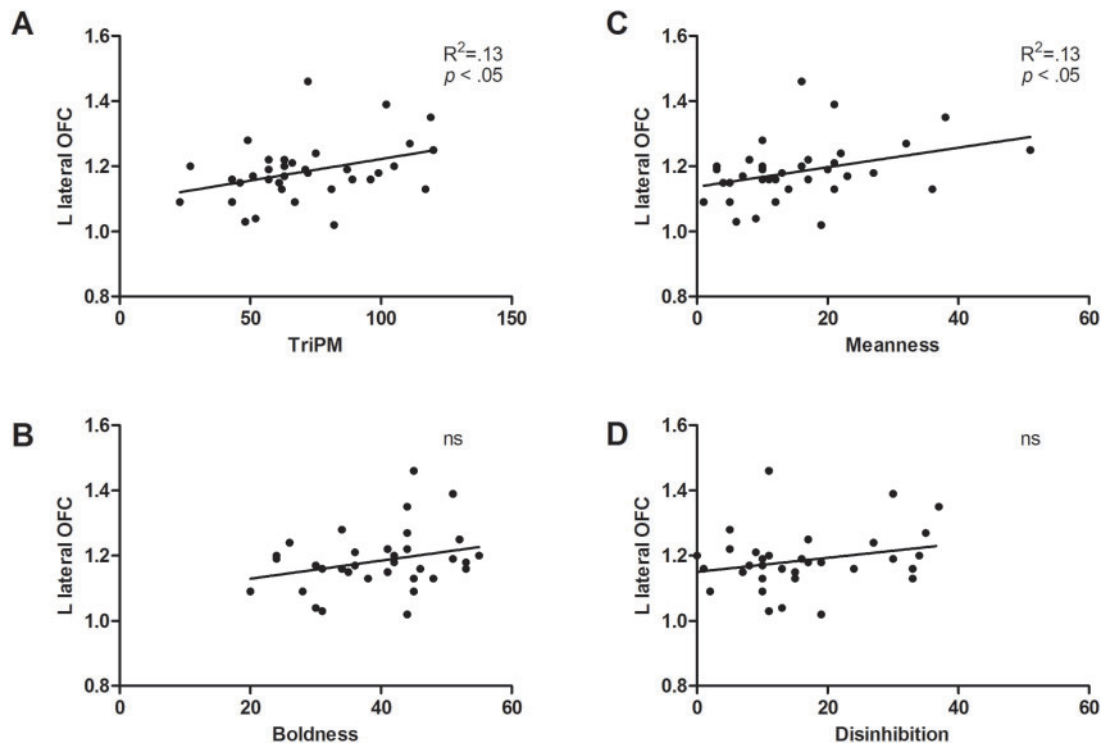 A
1.6
1.4
1.2
1.0
0.8
L lateral OFC
R²=.13
p < .05
0 50 100 150
TriPM
C
1.6
1.4
1.2
1.0
0.8
L lateral OFC
R²=.13
p < .05
0 20 40 60
Meanness
B
1.6
1.4
1.2
1.0
0.8
L lateral OFC
ns
0 20 40 60
Boldness
D
1.6
1.4
1.2
1.0
0.8
L lateral OFC
ns
0 20 40 60
Disinhibition